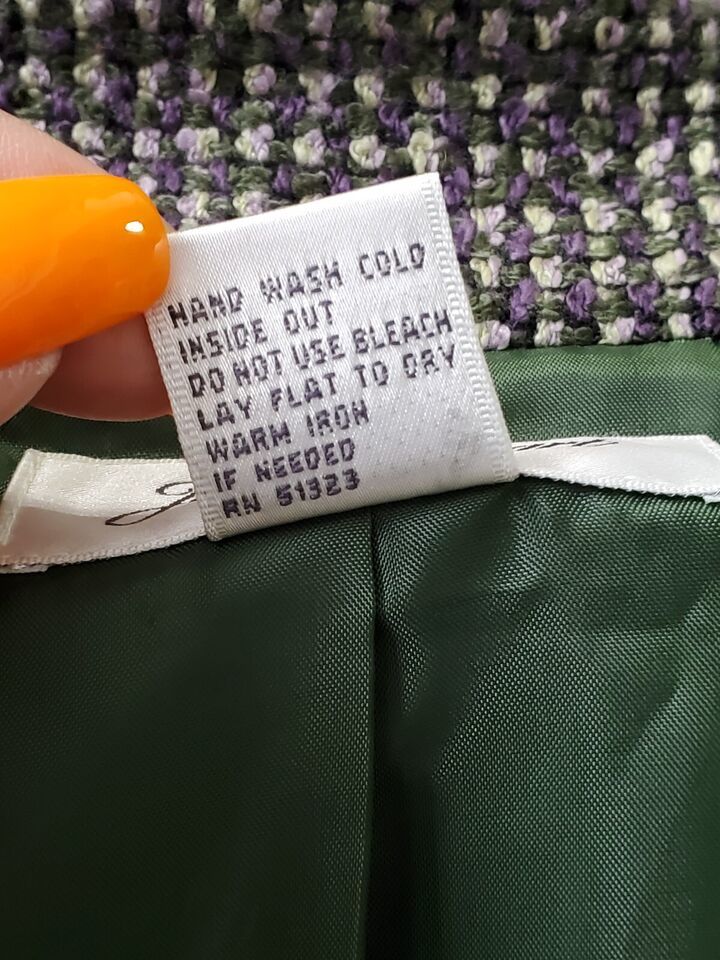 HAND WASH COLD
INSIDE OUT
DO NOT USE BLEACH
LAY FLAT TO DRY
WARM IRON
IF NEEDED
RN 51323